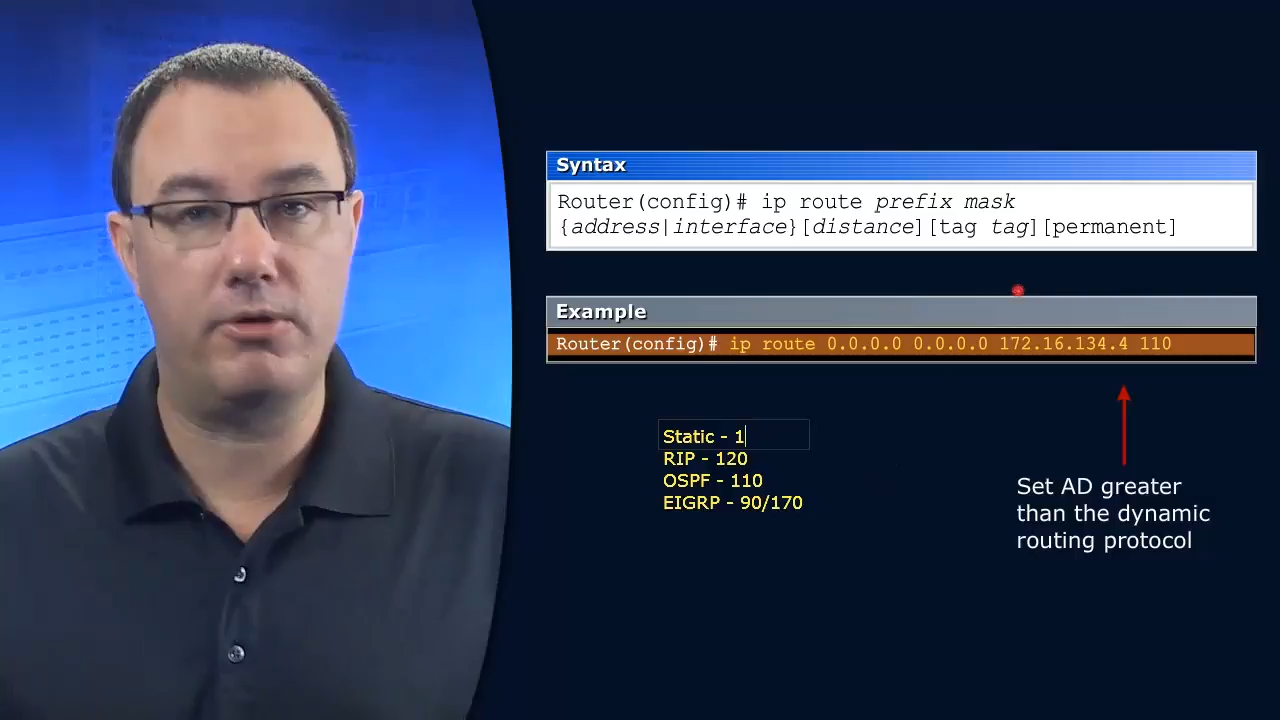 Syntax
Router(config)# ip route prefix mask
{address|interface}[distance][tag tag][permanent]
Example
Router(config)# ip route 0.0.0.0 0.0.0.0 172.16.134.4 110
Static - 1
RIP - 120
OSPF - 110
EIGRP - 90/170
Set AD greater
than the dynamic
routing protocol